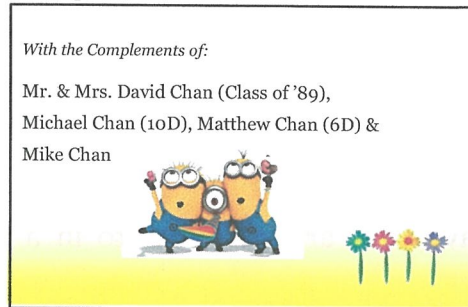 With the Complements of:
Mr. & Mrs. David Chan (Class of ’89),
Michael Chan (10D), Matthew Chan (6D) &
Mike Chan